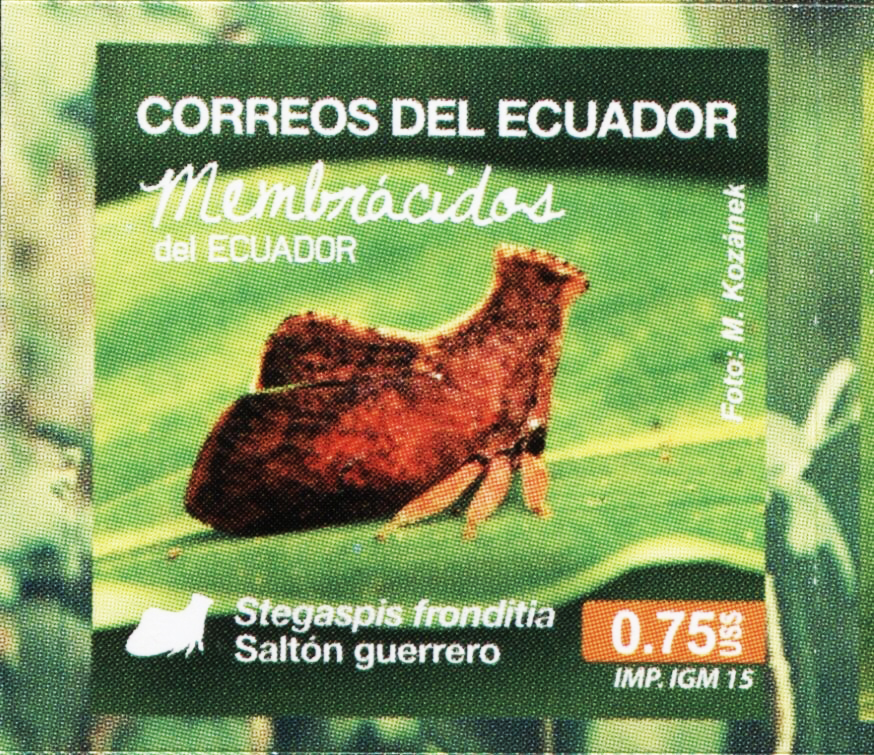 CORREOS DEL ECUADOR
Membrácidos
del ECUADOR
Foto: M. Kozánek
Stegaspis fronditia
Saltón guerrero
0.75 US$
IMP. IGM 15